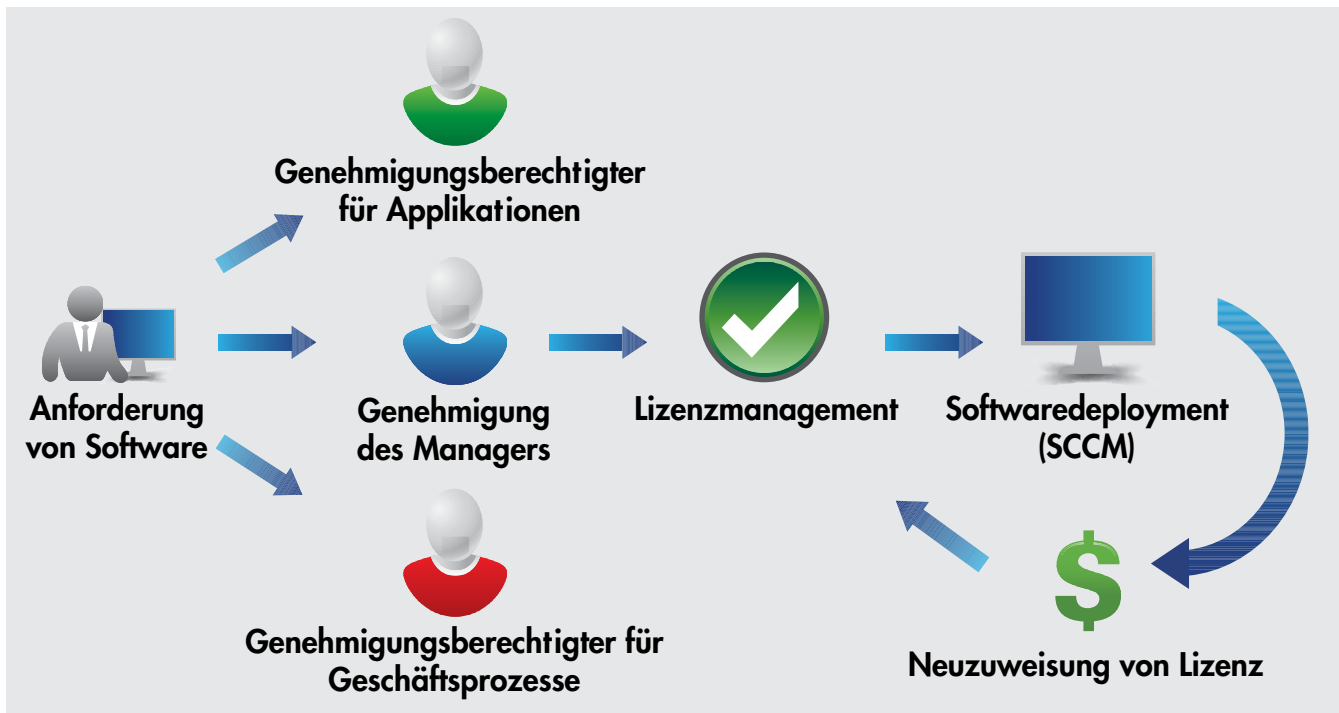 Genehmigungsberechtigter
für Applikationen
Anforderung
von Software
Genehmigung
des Managers
Lizenzmanagement
Softwaredeployment
(SCCM)
Genehmigungsberechtigter für
Geschäftsprozesse
$
Neuzuweisung von Lizenz